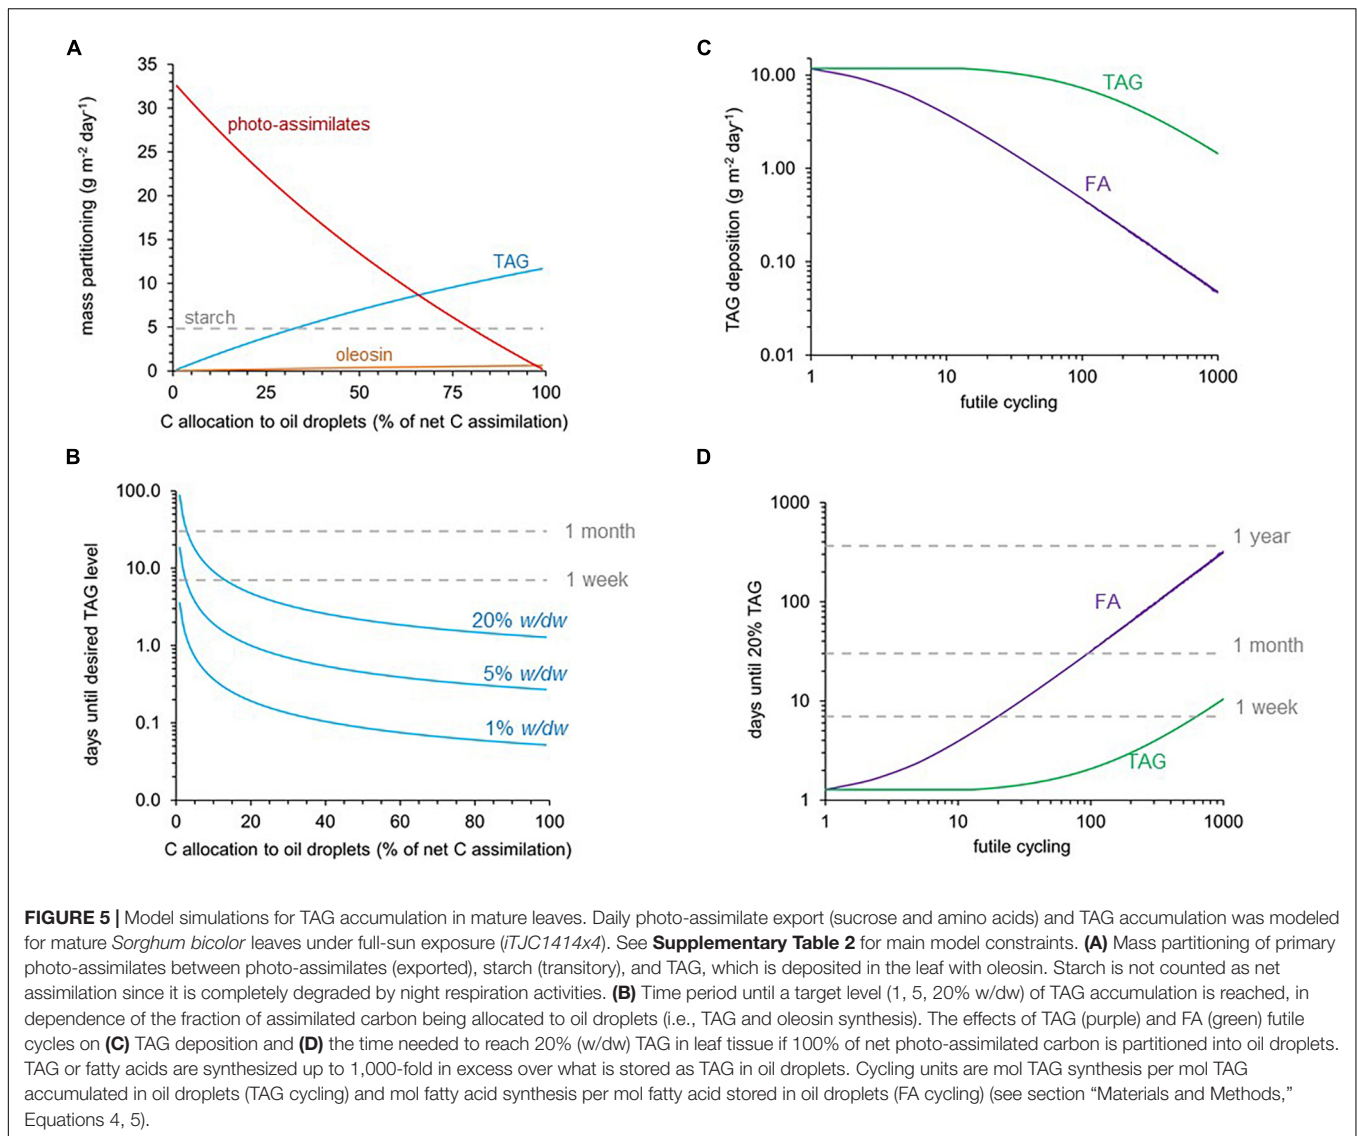 A
mass partitioning (g m⁻² day⁻¹)
35
30
25
20
15
10
5
0
photo-assimilates
TAG
starch
oleosin
0 25 50 75 100
C allocation to oil droplets (% of net C assimilation)
C
TAG deposition (g m⁻² day⁻¹)
10.00
1.00
0.10
0.01
TAG
FA
1 10 100 1000
futile cycling
B
days until desired TAG level
100.0
10.0
1.0
0.1
0.0
1 month
1 week
20% w/dw
5% w/dw
1% w/dw
0 20 40 60 80 100
C allocation to oil droplets (% of net C assimilation)
D
days until 20% TAG
1000
100
10
1
1 year
FA
1 month
1 week
TAG
1 10 100 1000
futile cycling
FIGURE 5 | Model simulations for TAG accumulation in mature leaves. Daily photo-assimilate export (sucrose and amino acids) and TAG accumulation was modeled
for mature Sorghum bicolor leaves under full-sun exposure (iTJC1414x4). See Supplementary Table 2 for main model constraints. (A) Mass partitioning of primary
photo-assimilates between photo-assimilates (exported), starch (transitory), and TAG, which is deposited in the leaf with oleosin. Starch is not counted as net
assimilation since it is completely degraded by night respiration activities. (B) Time period until a target level (1, 5, 20% w/dw) of TAG accumulation is reached, in
dependence of the fraction of assimilated carbon being allocated to oil droplets (i.e., TAG and oleosin synthesis). The effects of TAG (purple) and FA (green) futile
cycles on (C) TAG deposition and (D) the time needed to reach 20% (w/dw) TAG in leaf tissue if 100% of net photo-assimilated carbon is partitioned into oil droplets.
TAG or fatty acids are synthesized up to 1,000-fold in excess over what is stored as TAG in oil droplets. Cycling units are mol TAG synthesis per mol TAG
accumulated in oil droplets (TAG cycling) and mol fatty acid synthesis per mol fatty acid stored in oil droplets (FA cycling) (see section “Materials and Methods,”
Equations 4, 5).